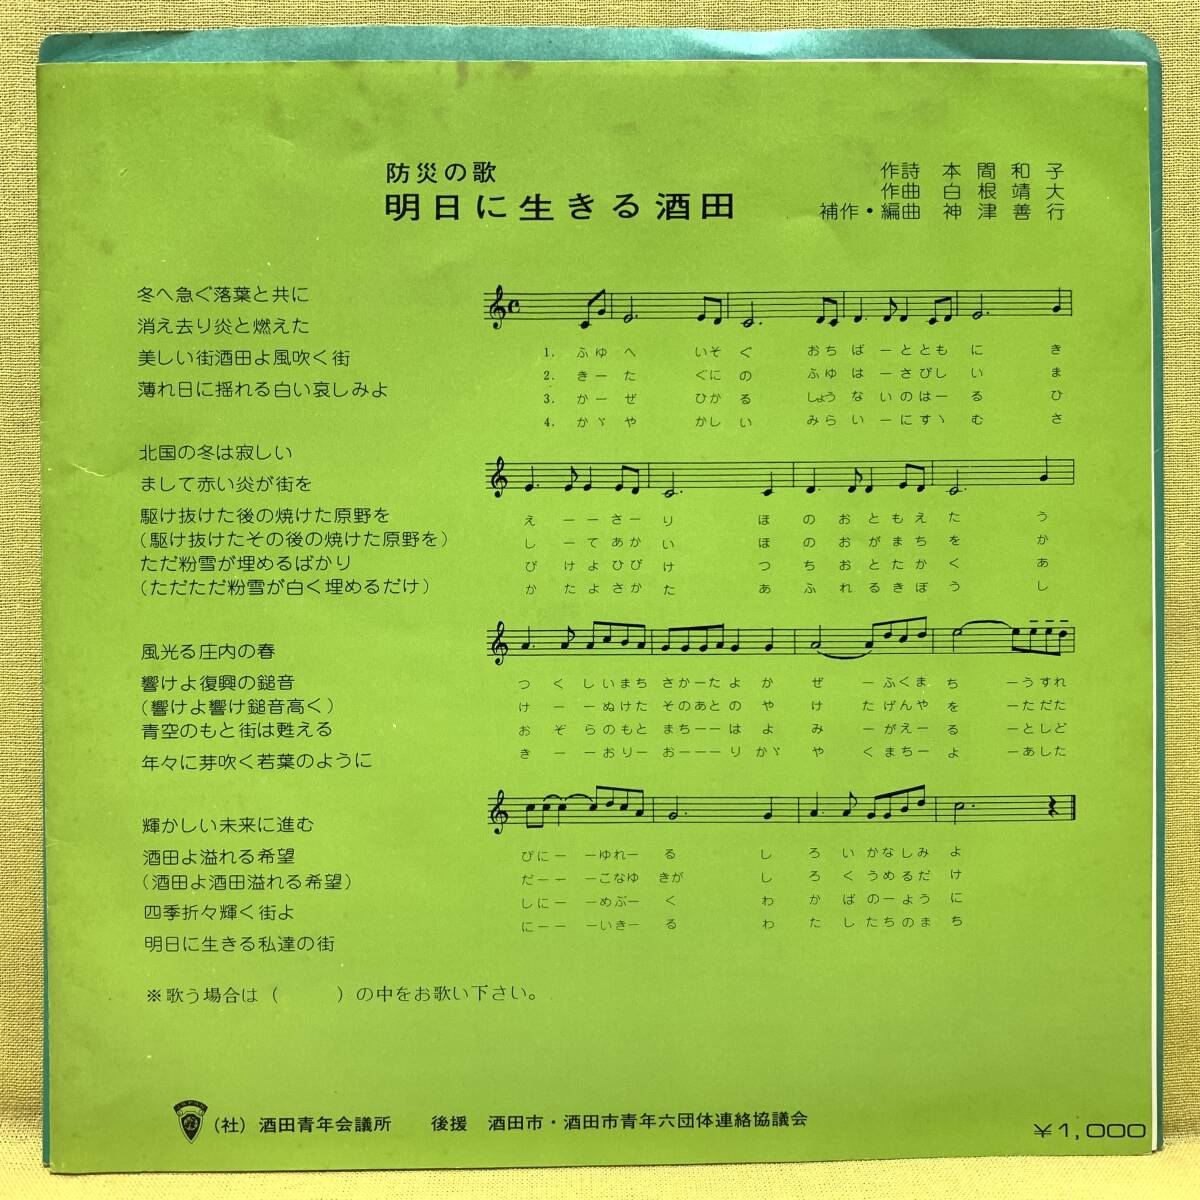 防災の歌
明日に生きる酒田
作詩 本間和子
作曲 白根靖大
補作・編曲 神津善行
冬へ急ぐ落葉と共に
消え去り炎と燃えた
美しい街酒田よ風吹く街
薄れ日に揺れる白い哀しみよ
北国の冬は寂しい
まして赤い炎が街を
駆け抜けた後の焼けた原野を
(駆け抜けたその後の焼けた原野を)
ただ粉雪が埋めるばかり
(ただただ粉雪が白く埋めるだけ)
風光る庄内の春
響けよ復興の鎚音
(響けよ響け鎚音高く)
青空のもと街は甦える
年々に芽吹く若葉のように
輝かしい未来に進む
酒田よ溢れる希望
(酒田よ酒田溢れる希望)
四季折々輝く街よ
明日に生きる私達の街
※歌う場合は( )の中をお歌い下さい。
1. ふゆへ いそぐ おちばーとともに き
2. きーた ぐにの ふゆはーさびしい ま
3. かーぜ ひかる しょうないのはーる ひ
4. かゞや かしい みらいーにすゝむ さ
えーーさーり ほのおともえた う
しーてあかい ほのおがまちを か
びけよひびけ つちおとたかく あ
かたよさかた あふれるきぼう し
つくしいまち さかーたよか ぜーふくまちーうすれ
けーーぬけた そのあとのや けたげんやをーただた
おぞらのもと まちーーはよ みーがえーるーとしど
きーーおりー おーーーりかゞ やくまちーよーあした
びにーーゆれーる しろいかなしみよ
だーーーこなゆきが しろくうめるだけ
しにーーめぶーく わかばのーように
にーーーいきーる わたしたちのまち
(社)酒田青年会議所 後援 酒田市・酒田市青年六団体連絡協議会
¥1,000